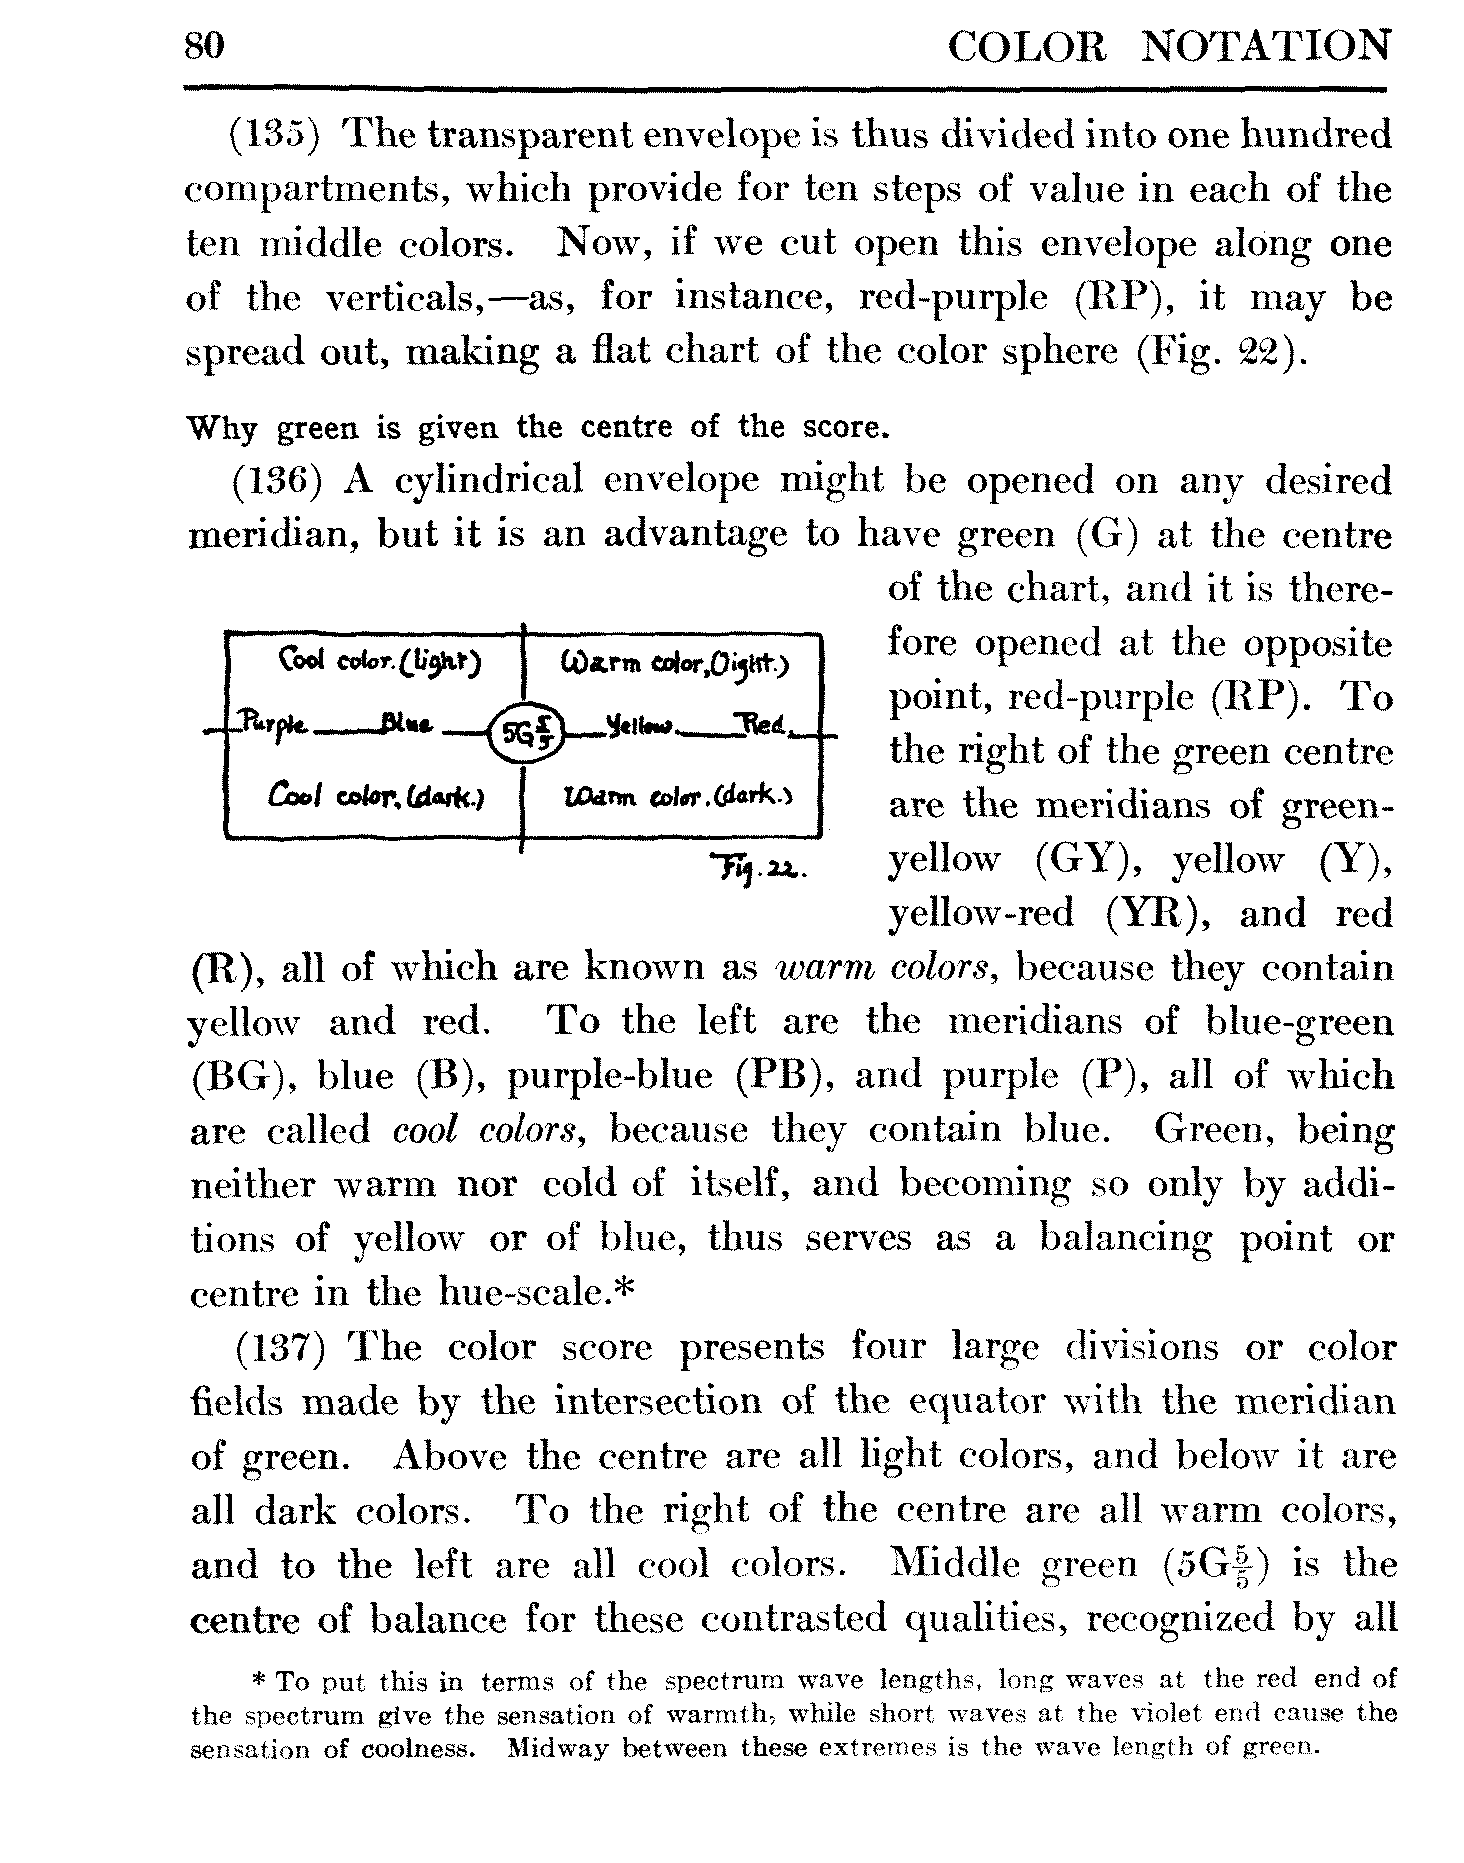 80 COLOR NOTATION
(135) The transparent envelope is thus divided into one hundred
compartments, which provide for ten steps of value in each of the
ten middle colors. Now, if we cut open this envelope along one
of the verticals,—as, for instance, red-purple (RP), it may be
spread out, making a flat chart of the color sphere (Fig. 22).
Why green is given the centre of the score.
(136) A cylindrical envelope might be opened on any desired
meridian, but it is an advantage to have green (G) at the centre
of the chart, and it is there-
fore opened at the opposite
point, red-purple (RP). To
the right of the green centre
are the meridians of green-
yellow (GY), yellow (Y),
yellow-red (YR), and red
Cool color.(light) Warm color,(light.)
Purple Blue 5G 5/5 Yellow. Red.
Cool color, (dark.) Warm color. (dark.)
Fig. 22.
(R), all of which are known as warm colors, because they contain
yellow and red. To the left are the meridians of blue-green
(BG), blue (B), purple-blue (PB), and purple (P), all of which
are called cool colors, because they contain blue. Green, being
neither warm nor cold of itself, and becoming so only by addi-
tions of yellow or of blue, thus serves as a balancing point or
centre in the hue-scale.*
(137) The color score presents four large divisions or color
fields made by the intersection of the equator with the meridian
of green. Above the centre are all light colors, and below it are
all dark colors. To the right of the centre are all warm colors,
and to the left are all cool colors. Middle green (5G5/5) is the
centre of balance for these contrasted qualities, recognized by all
* To put this in terms of the spectrum wave lengths, long waves at the red end of
the spectrum give the sensation of warmth, while short waves at the violet end cause the
sensation of coolness. Midway between these extremes is the wave length of green.